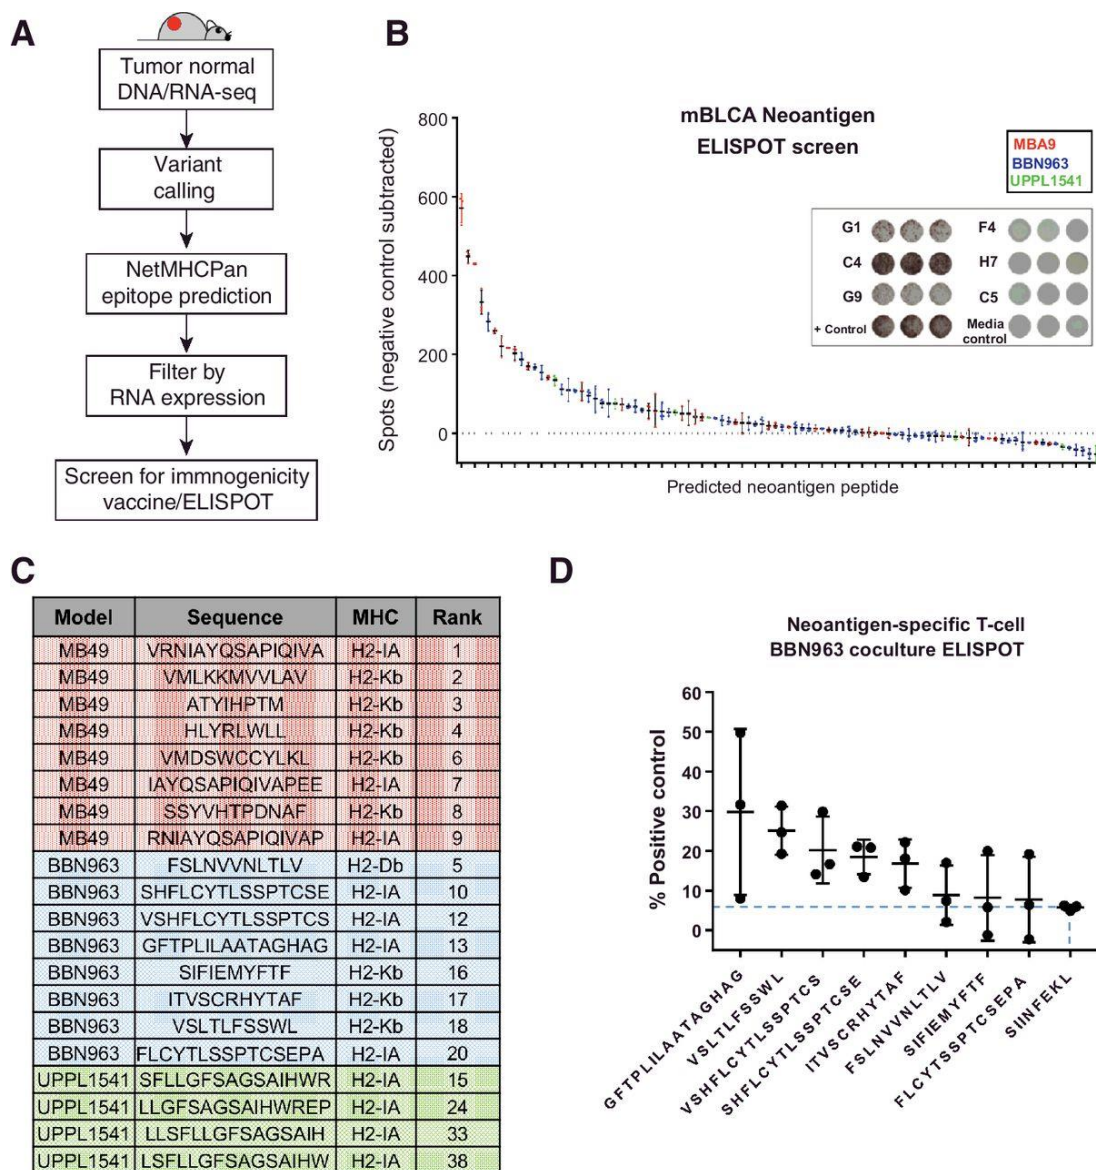 A
Tumor normal
DNA/RNA-seq
Variant
calling
NetMHCPan
epitope prediction
Filter by
RNA expression
Screen for immnogenicity
vaccine/ELISPOT
B
mBLCA Neoantigen
ELISPOT screen
Spots (negative control subtracted)
800
600
400
200
0
Predicted neoantigen peptide
MBA9
BBN963
UPPL1541
G1
C4
G9
+ Control
F4
H7
C5
Media
control
C
Model Sequence MHC Rank
MB49 VRNIAYQSAPIQIVA H2-IA 1
MB49 VMLKKMVVLAV H2-Kb 2
MB49 ATYIHPTM H2-Kb 3
MB49 HLYRLWLL H2-Kb 4
MB49 VMDSWCCYLKL H2-Kb 6
MB49 IAYQSAPIQIVAPEE H2-IA 7
MB49 SSYVHTPDNAF H2-Kb 8
MB49 RNIAYQSAPIQIVAP H2-IA 9
BBN963 FSLNVVNLTLV H2-Db 5
BBN963 SHFLCYTLSSPTCSE H2-IA 10
BBN963 VSHFLCYTLSSPTCS H2-IA 12
BBN963 GFTPLILAATAGHAG H2-IA 13
BBN963 SIFIEMYFTF H2-Kb 16
BBN963 ITVSCRHYTAF H2-Kb 17
BBN963 VSLTLFSSWL H2-Kb 18
BBN963 FLCYTLSSPTCSEPA H2-IA 20
UPPL1541 SFLLGFSAGSAIHWR H2-IA 15
UPPL1541 LLGFSAGSAIHWREP H2-IA 24
UPPL1541 LLSFLLGFSAGSAIH H2-IA 33
UPPL1541 LSFLLGFSAGSAIHW H2-IA 38
D
Neoantigen-specific T-cell
BBN963 coculture ELISPOT
% Positive control
60
50
40
30
20
10
0
GFTPLILAATAGHAG
VSLTLFSSWL
VSHFLCYTLSSPTCS
SHFLCYTLSSPTCSE
ITVSCRHYTAF
FSLNVVNLTLV
SIFIEMYFTF
FLCYTSSPTCSEPA
SIINFEKL